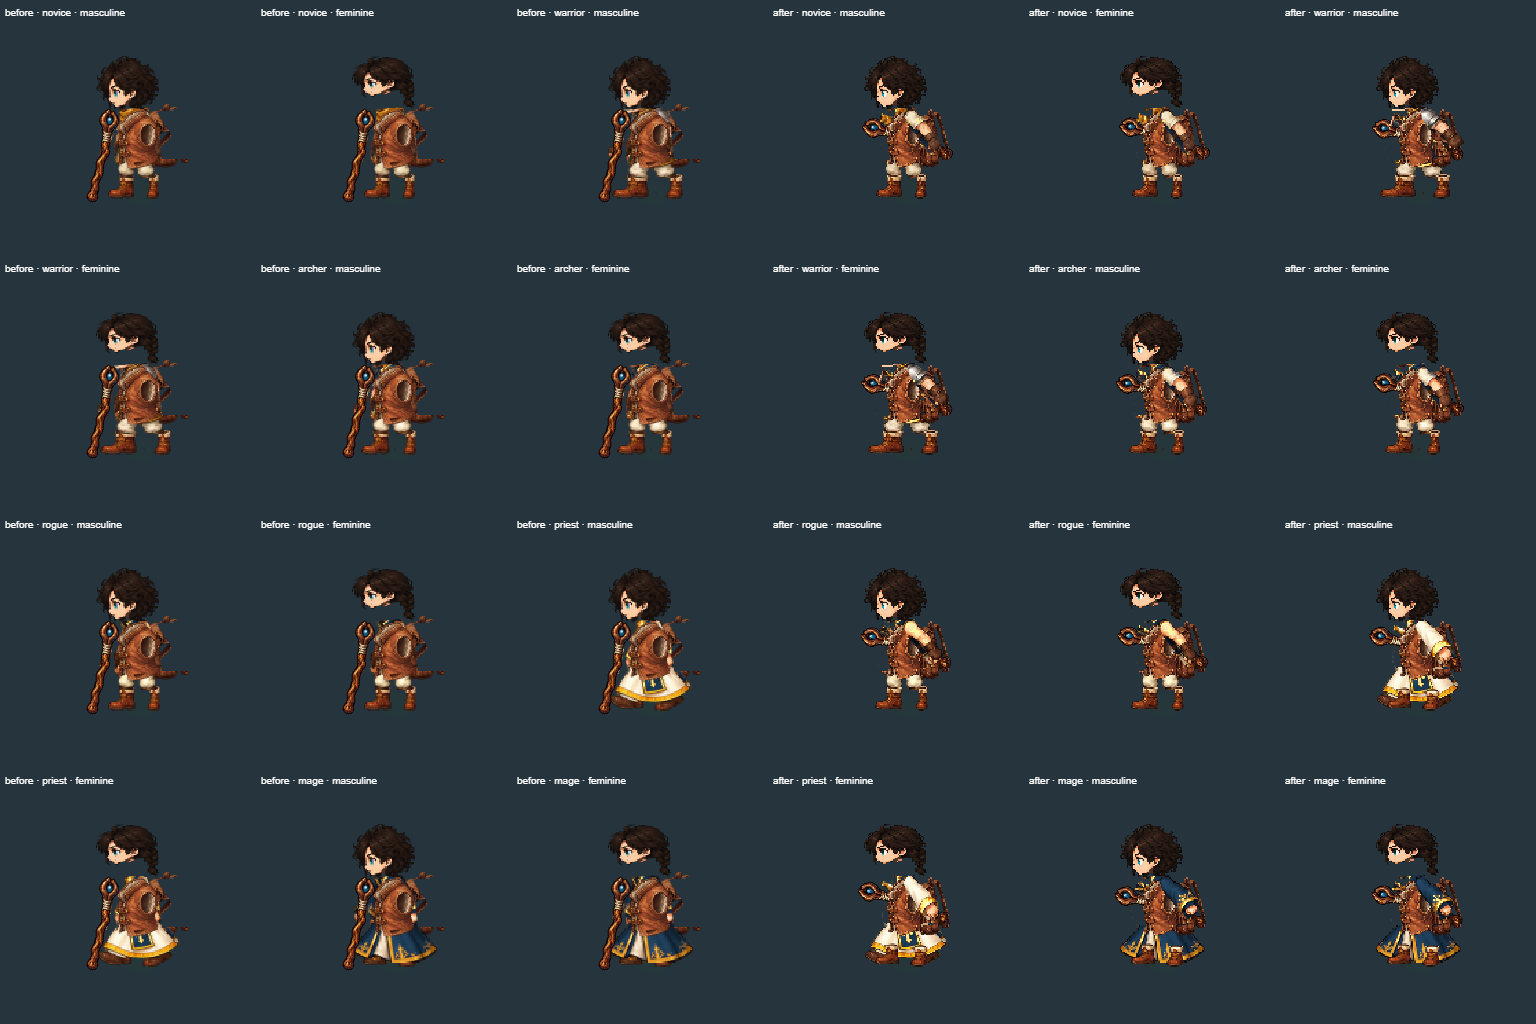 before · novice · masculine
before · novice · feminine
before · warrior · masculine
after · novice · masculine
after · novice · feminine
after · warrior · masculine
before · warrior · feminine
before · archer · masculine
before · archer · feminine
after · warrior · feminine
after · archer · masculine
after · archer · feminine
before · rogue · masculine
before · rogue · feminine
before · priest · masculine
after · rogue · masculine
after · rogue · feminine
after · priest · masculine
before · priest · feminine
before · mage · masculine
before · mage · feminine
after · priest · feminine
after · mage · masculine
after · mage · feminine